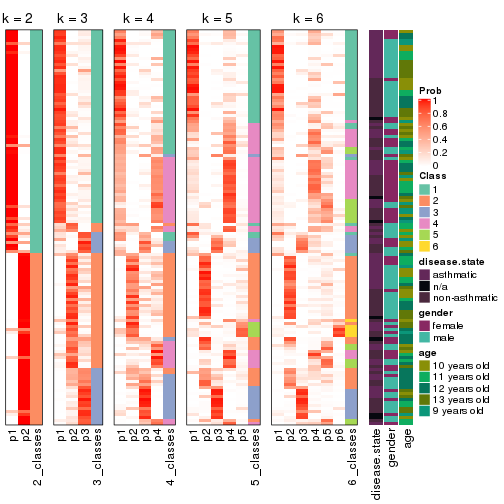 k = 2
k = 3
k = 4
k = 5
k = 6
Prob
1
0.8
0.6
0.4
0.2
0
Class
1
2
3
4
5
6
disease.state
asthmatic
n/a
non-asthmatic
gender
female
male
age
10 years old
11 years old
12 years old
13 years old
9 years old
p1
p2
2_classes
p1
p2
p3
3_classes
p1
p2
p3
p4
4_classes
p1
p2
p3
p4
p5
5_classes
p1
p2
p3
p4
p5
p6
6_classes
disease.state
gender
age